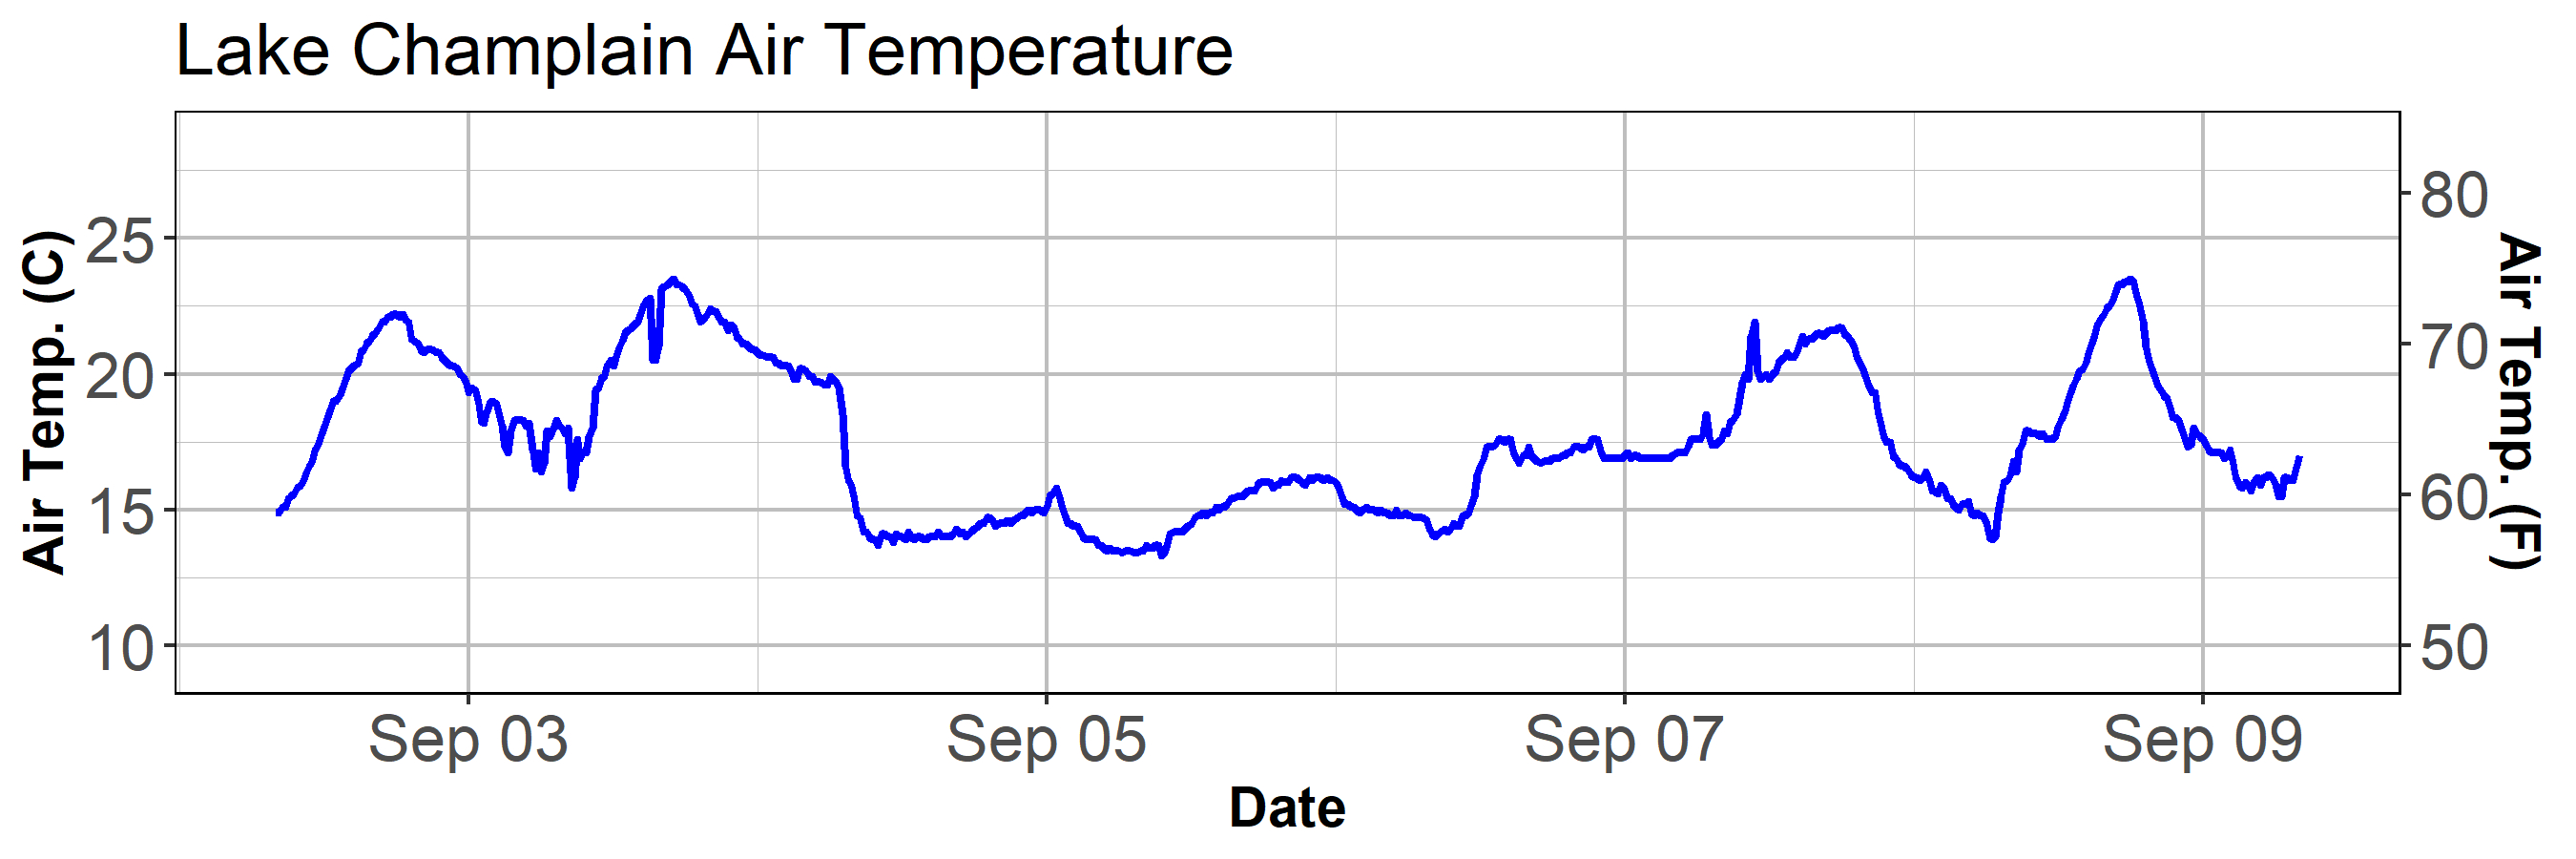 Lake Champlain Air Temperature
Air Temp. (C)
25
20
15
10
80
70
60
50
Air Temp. (F)
Sep 03
Sep 05
Sep 07
Sep 09
Date